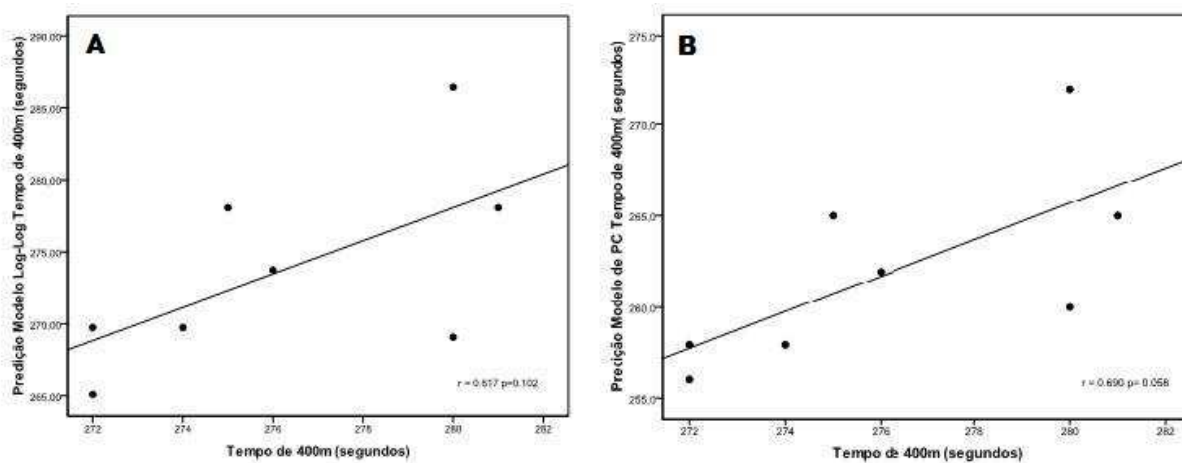 A
Predição Modelo Log-Log Tempo de 400m (segundos)
290,00
285,00
280,00
275,00
270,00
265,00
272
274
276
278
280
282
Tempo de 400m (segundos)
r = 0.617 p=0.102
B
Predição Modelo de PC Tempo de 400m( segundos)
275,0
270,0
265,0
260,0
255,0
272
274
276
278
280
282
Tempo de 400m (segundos)
r = 0.690 p= 0.058